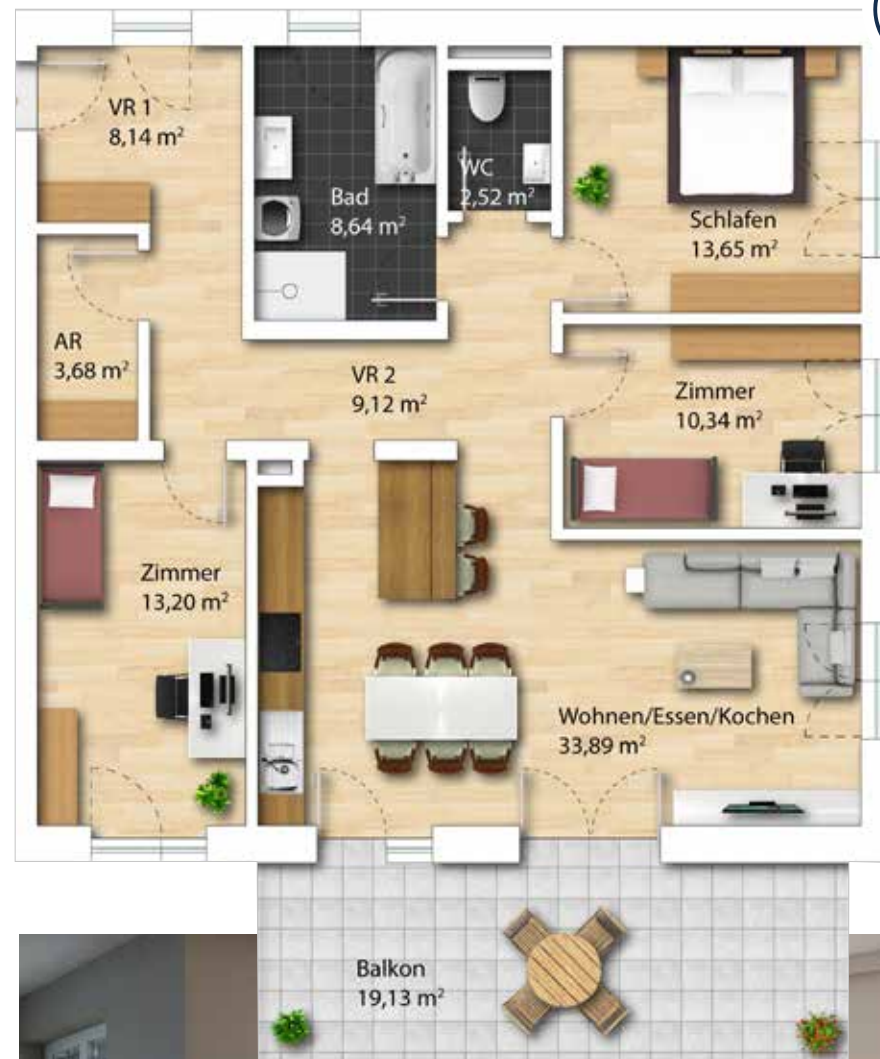 VR 1
8,14 m²
Bad
8,64 m²
WC
2,52 m²
Schlafen
13,65 m²
AR
3,68 m²
VR 2
9,12 m²
Zimmer
10,34 m²
Zimmer
13,20 m²
Wohnen/Essen/Kochen
33,89 m²
Balkon
19,13 m²